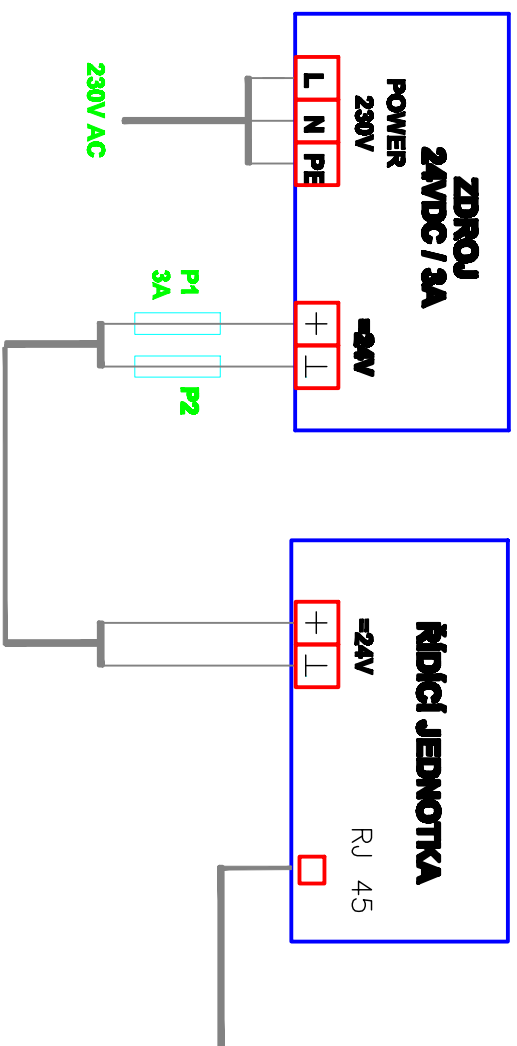 ZDROJ
24VDC / 3A
POWER
230V
L N PE
=24V
+ ⊥
230V AC
P1
3A
P2
ŘÍDÍCÍ JEDNOTKA
=24V
+ ⊥
RJ 45